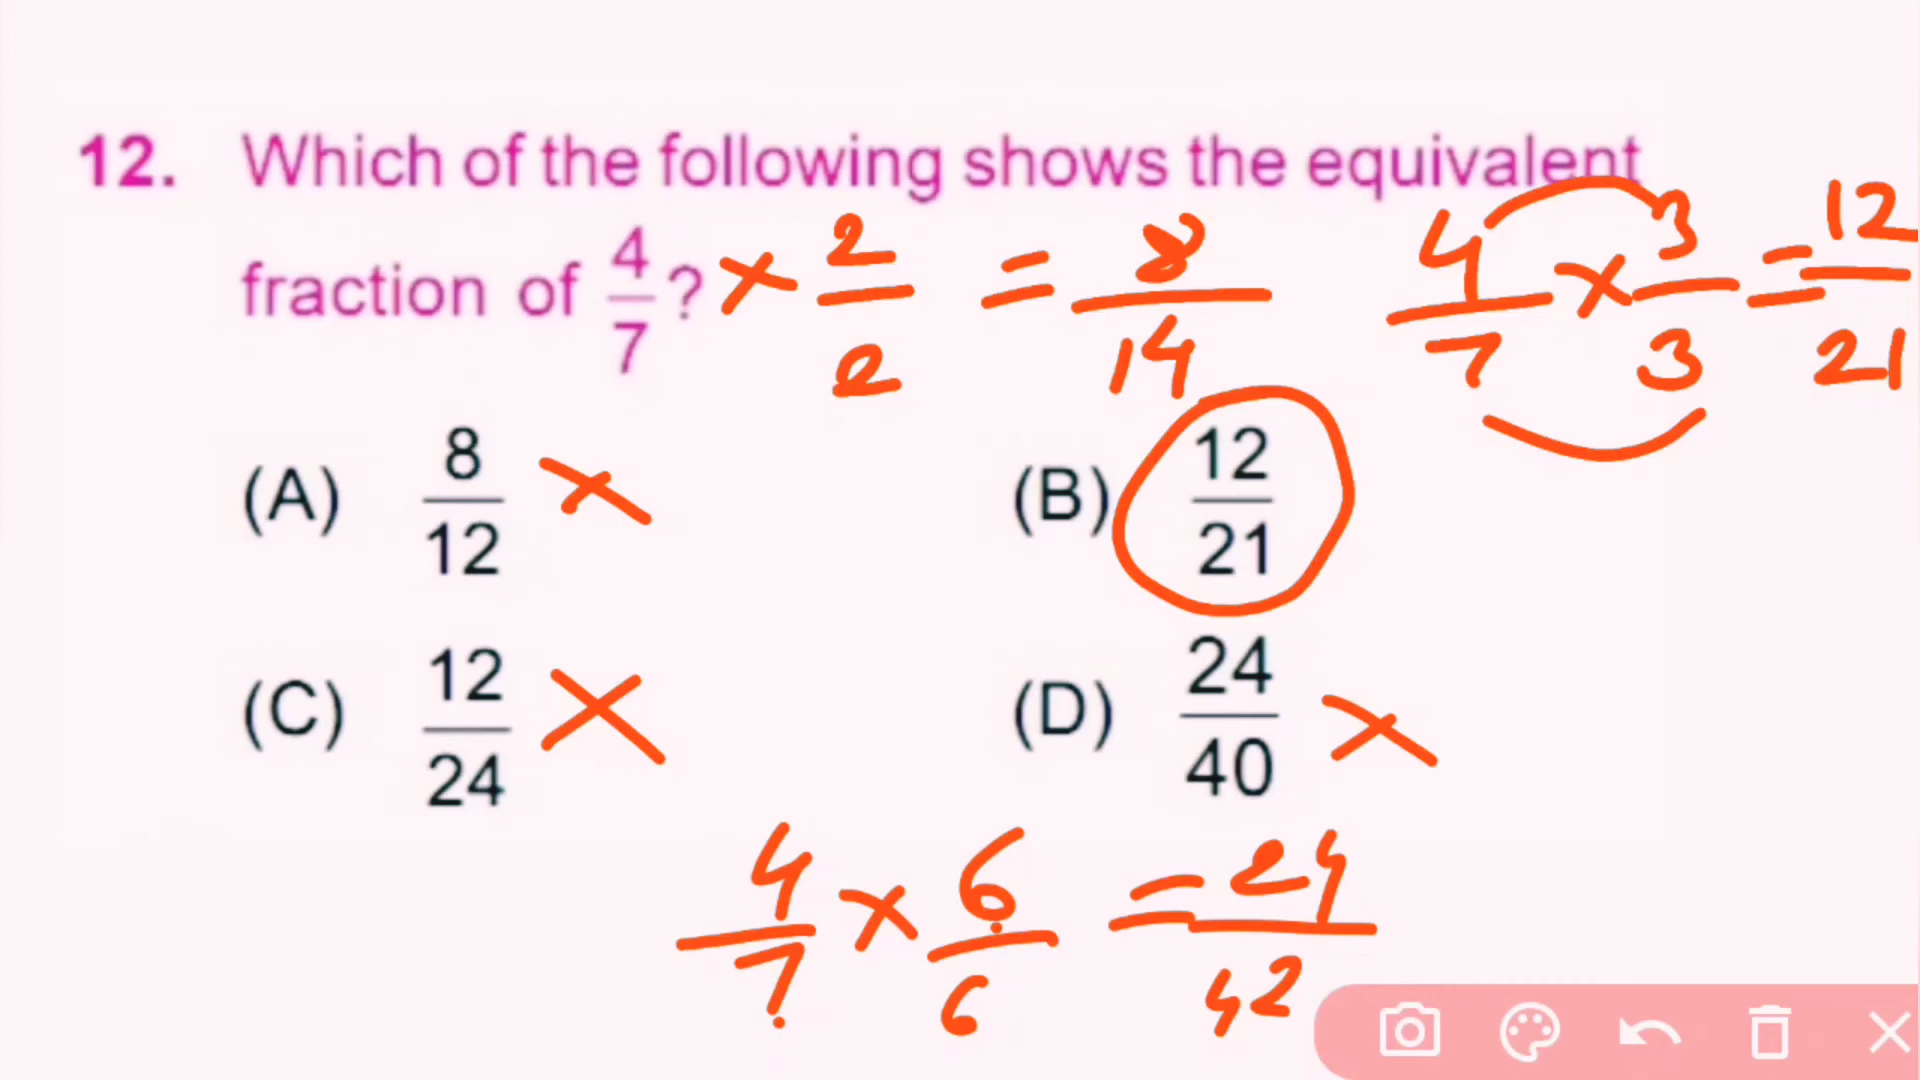 12. Which of the following shows the equivalent
fraction of 4/7? × 2/2 = 8/14 4/7 × 3/3 = 12/21
(A) 8/12 (B) 12/21
(C) 12/24 (D) 24/40
4/7 × 6/6 = 24/42